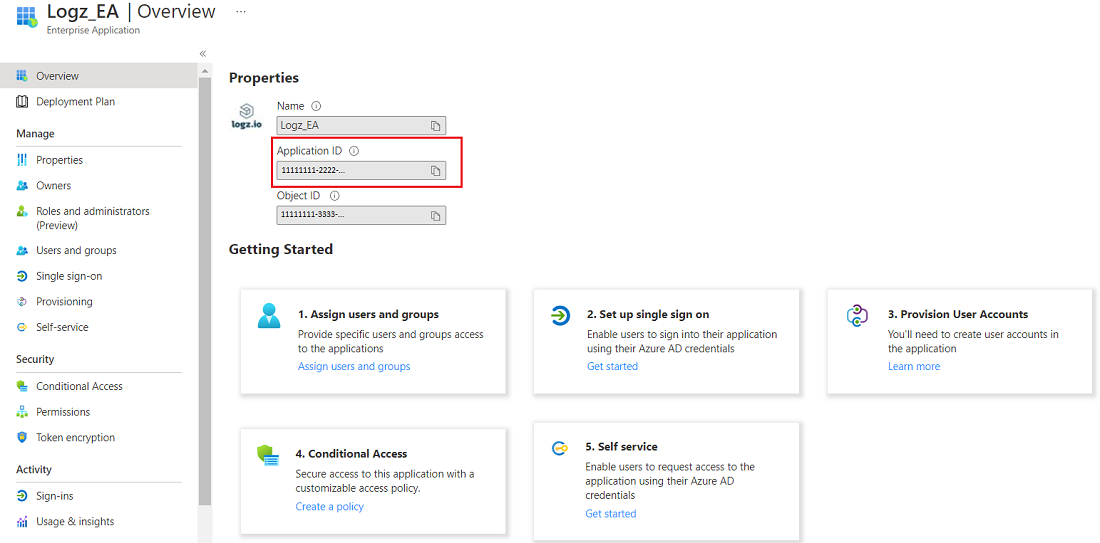 Logz_EA | Overview ...
Enterprise Application
«
Overview
Deployment Plan
Manage
Properties
Owners
Roles and administrators
(Preview)
Users and groups
Single sign-on
Provisioning
Self-service
Security
Conditional Access
Permissions
Token encryption
Activity
Sign-ins
Usage & insights
Properties
logz.io
Name
Logz_EA
Application ID
11111111-2222-...
Object ID
11111111-3333-...
Getting Started
1. Assign users and groups
Provide specific users and groups access
to the applications
Assign users and groups
2. Set up single sign on
Enable users to sign into their application
using their Azure AD credentials
Get started
3. Provision User Accounts
You'll need to create user accounts in
the application
Learn more
4. Conditional Access
Secure access to this application with a
customizable access policy.
Create a policy
5. Self service
Enable users to request access to the
application using their Azure AD
credentials
Get started